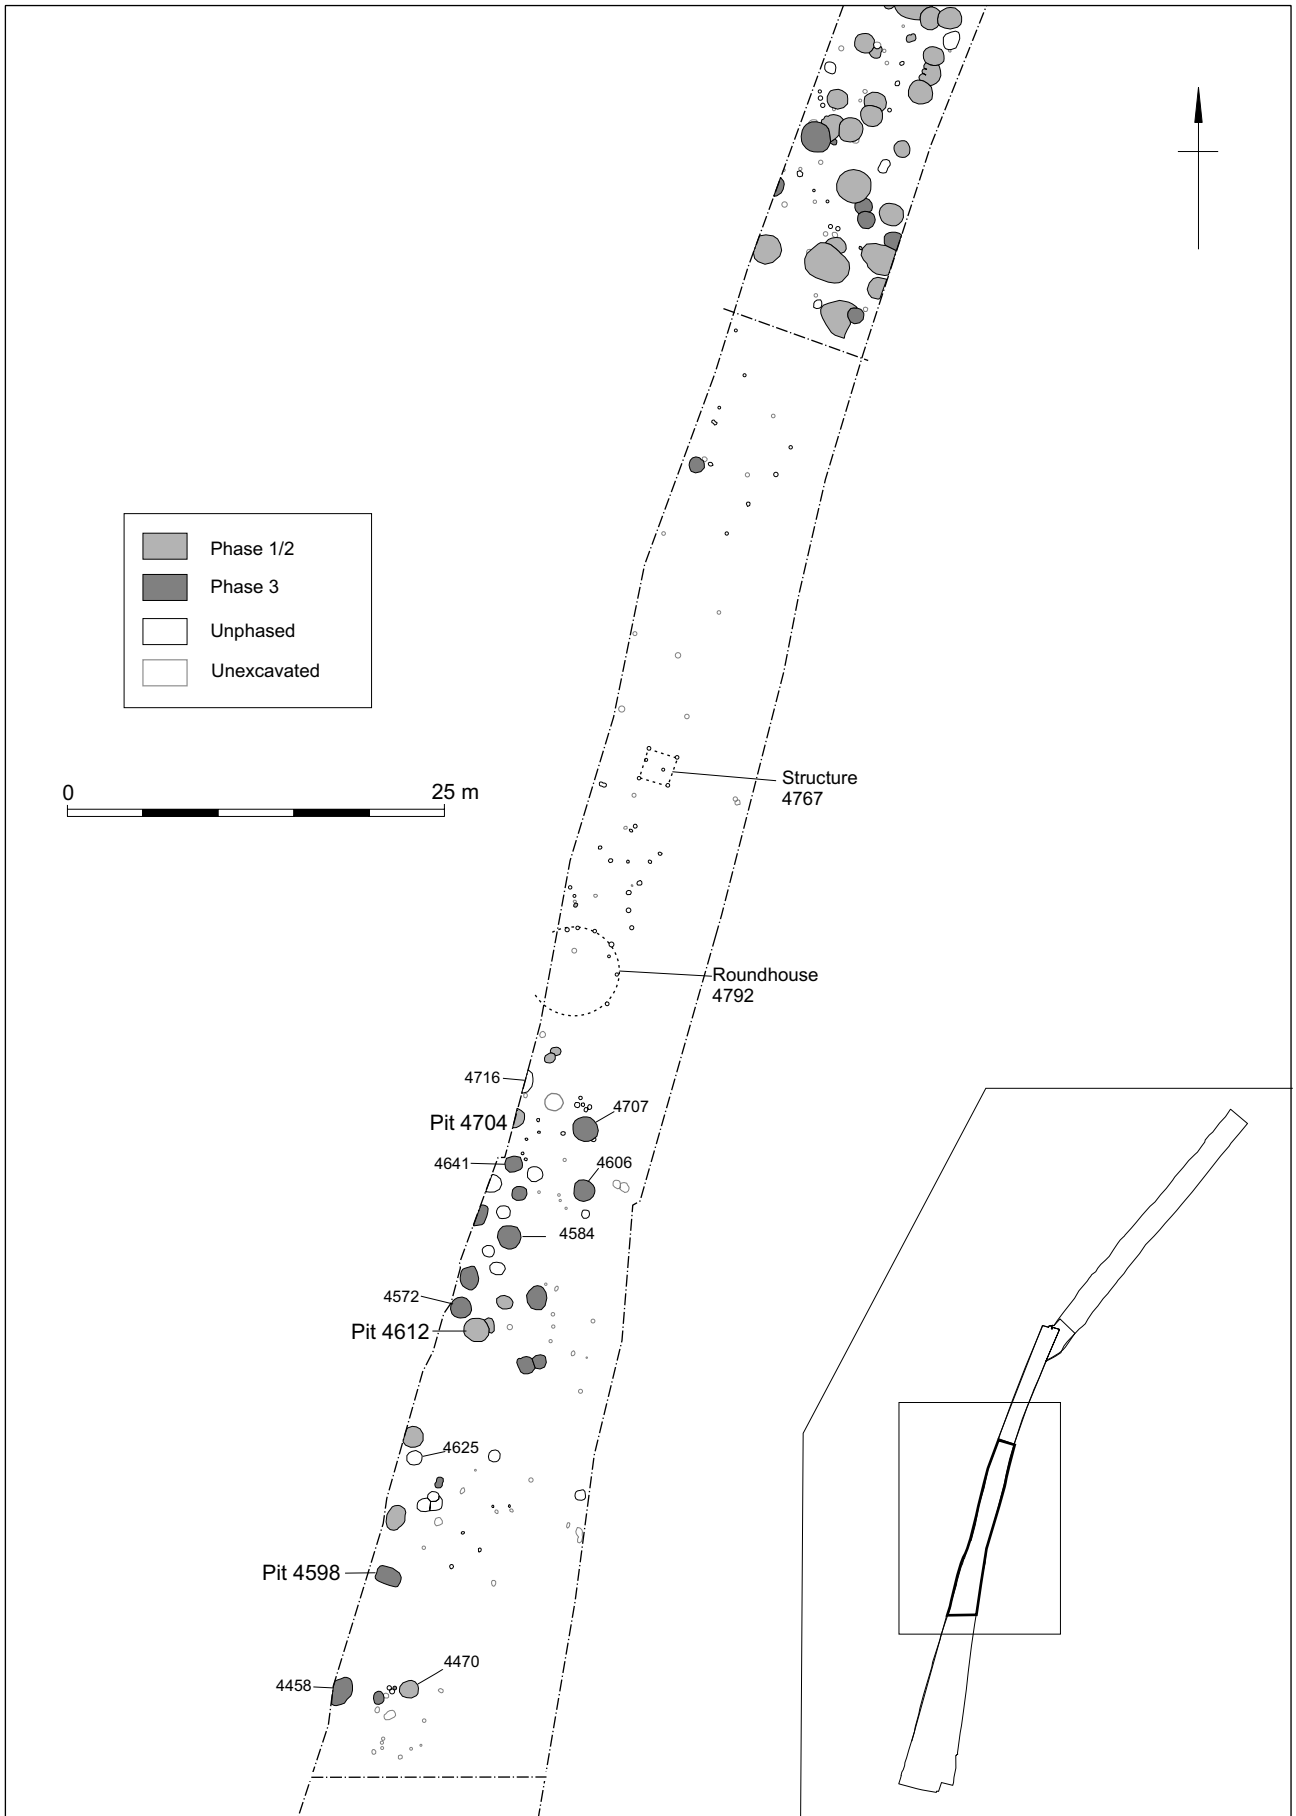 Phase 1/2
Phase 3
Unphased
Unexcavated
0
25 m
Structure
4767
Roundhouse
4792
4716
4707
Pit 4704
4641
4606
4584
4572
Pit 4612
4625
Pit 4598
4470
4458